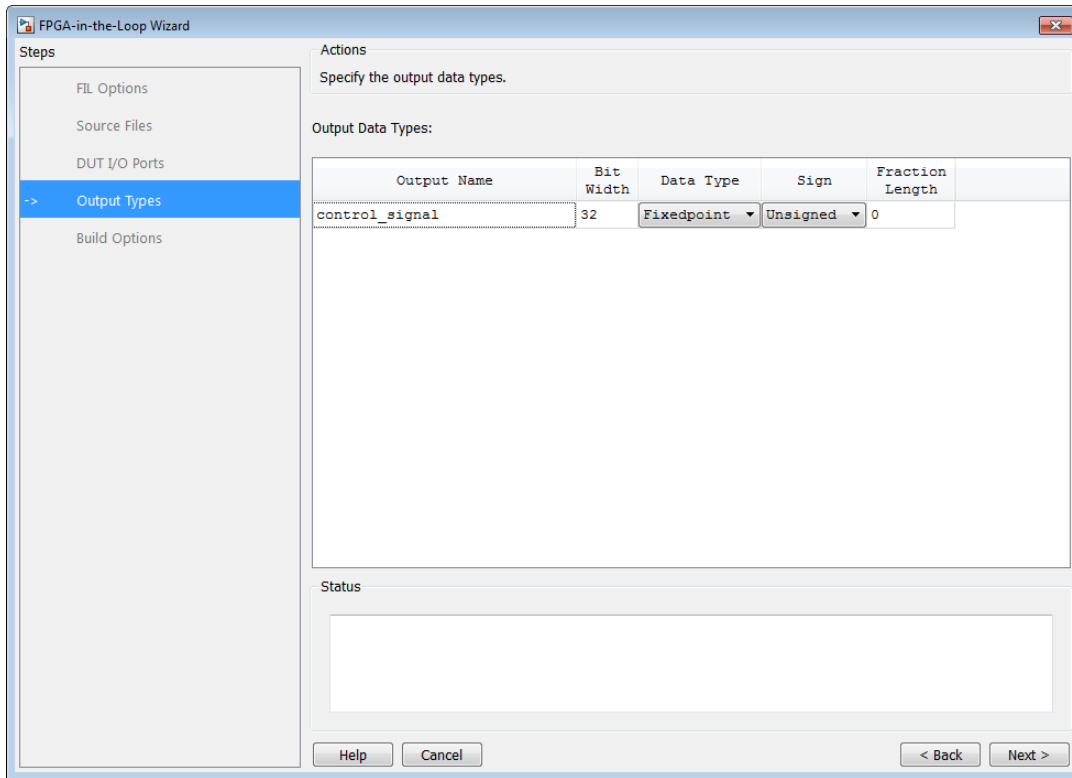 FPGA-in-the-Loop Wizard
Steps
FIL Options
Source Files
DUT I/O Ports
-> Output Types
Build Options
Actions
Specify the output data types.
Output Data Types:
Output Name Bit Width Data Type Sign Fraction Length
control_signal 32 Fixedpoint Unsigned 0
Status
Help Cancel < Back Next >